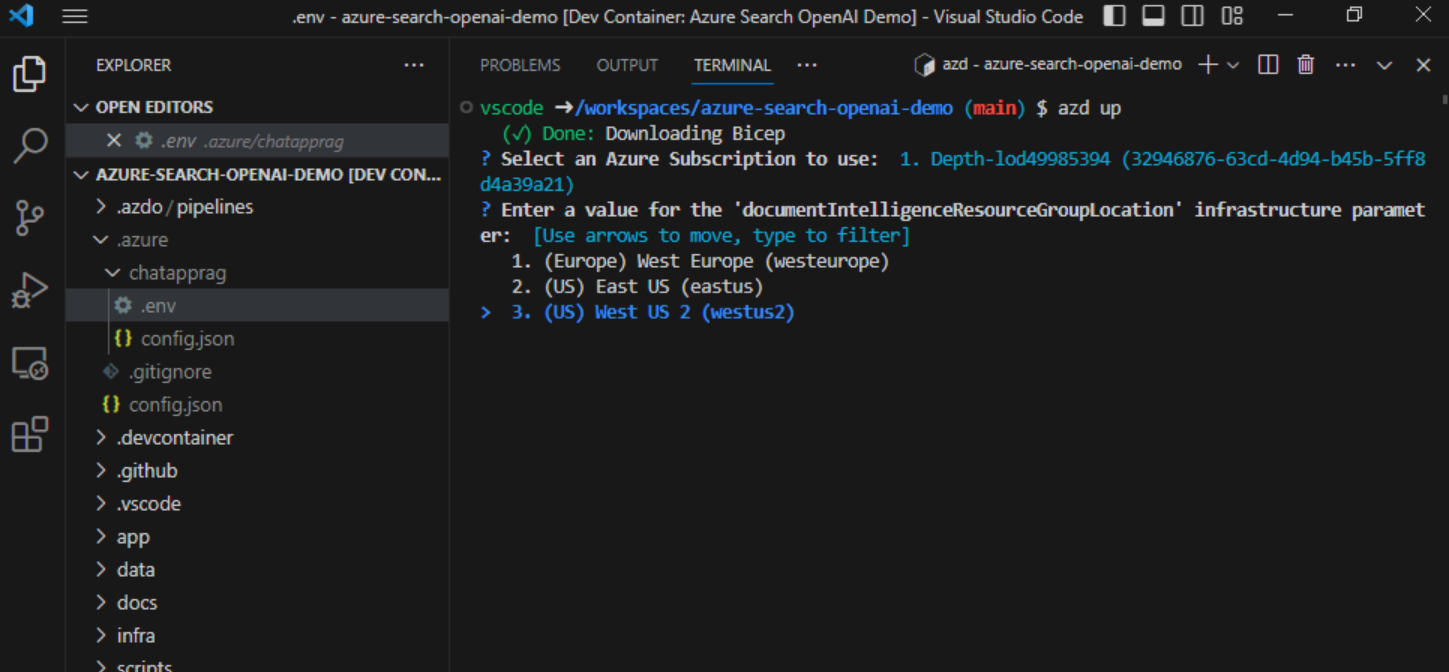 .env - azure-search-openai-demo [Dev Container: Azure Search OpenAI Demo] - Visual Studio Code
EXPLORER
OPEN EDITORS
.env .azure/chatapprag
AZURE-SEARCH-OPENAI-DEMO [DEV CON...
.azdo / pipelines
.azure
chatapprag
.env
{} config.json
.gitignore
{} config.json
.devcontainer
.github
.vscode
app
data
docs
infra
scripts
PROBLEMS OUTPUT TERMINAL ...
azd - azure-search-openai-demo
vscode ➜/workspaces/azure-search-openai-demo (main) $ azd up
(✓) Done: Downloading Bicep
? Select an Azure Subscription to use: 1. Depth-lod49985394 (32946876-63cd-4d94-b45b-5ff8
d4a39a21)
? Enter a value for the 'documentIntelligenceResourceGroupLocation' infrastructure paramet
er: [Use arrows to move, type to filter]
1. (Europe) West Europe (westeurope)
2. (US) East US (eastus)
> 3. (US) West US 2 (westus2)